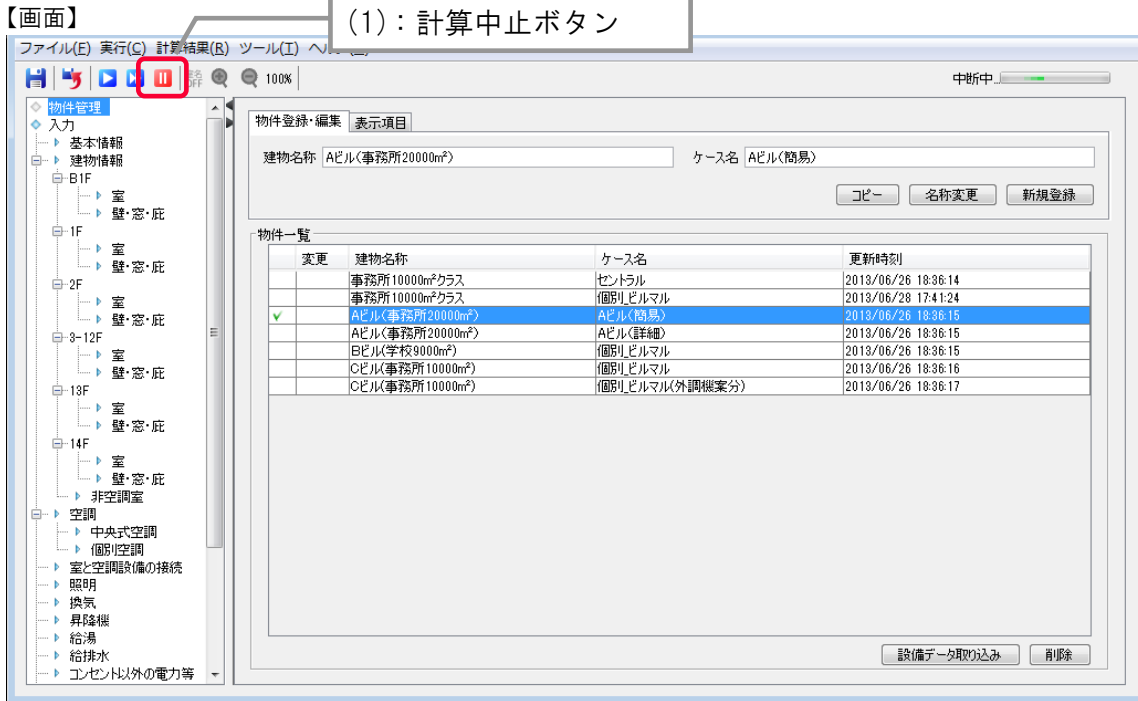 【画面】
(1)：計算中止ボタン
ファイル(F) 実行(C) 計算結果(R) ツール(T)
OFF 100% 中断中...
物件管理
入力
基本情報
建物情報
B1F
室
壁・窓・庇
1F
室
壁・窓・庇
2F
室
壁・窓・庇
3-12F
室
壁・窓・庇
13F
室
壁・窓・庇
14F
室
壁・窓・庇
非空調室
空調
中央式空調
個別空調
室と空調設備の接続
照明
換気
昇降機
給湯
給排水
コンセント以外の電力等
物件登録・編集 表示項目
建物名称 Aビル(事務所20000m²) ケース名 Aビル(簡易)
コピー 名称変更 新規登録
物件一覧
変更 建物名称 ケース名 更新時刻
事務所10000m²クラス セントラル 2013/06/26 18:36:14
事務所10000m²クラス 個別_ビルマル 2013/06/28 17:41:24
Aビル(事務所20000m²) Aビル(簡易) 2013/06/26 18:36:15
Aビル(事務所20000m²) Aビル(詳細) 2013/06/26 18:36:15
Bビル(学校9000m²) 個別_ビルマル 2013/06/26 18:36:15
Cビル(事務所10000m²) 個別_ビルマル 2013/06/26 18:36:16
Cビル(事務所10000m²) 個別_ビルマル(外調機案分) 2013/06/26 18:36:17
設備データ取り込み 削除